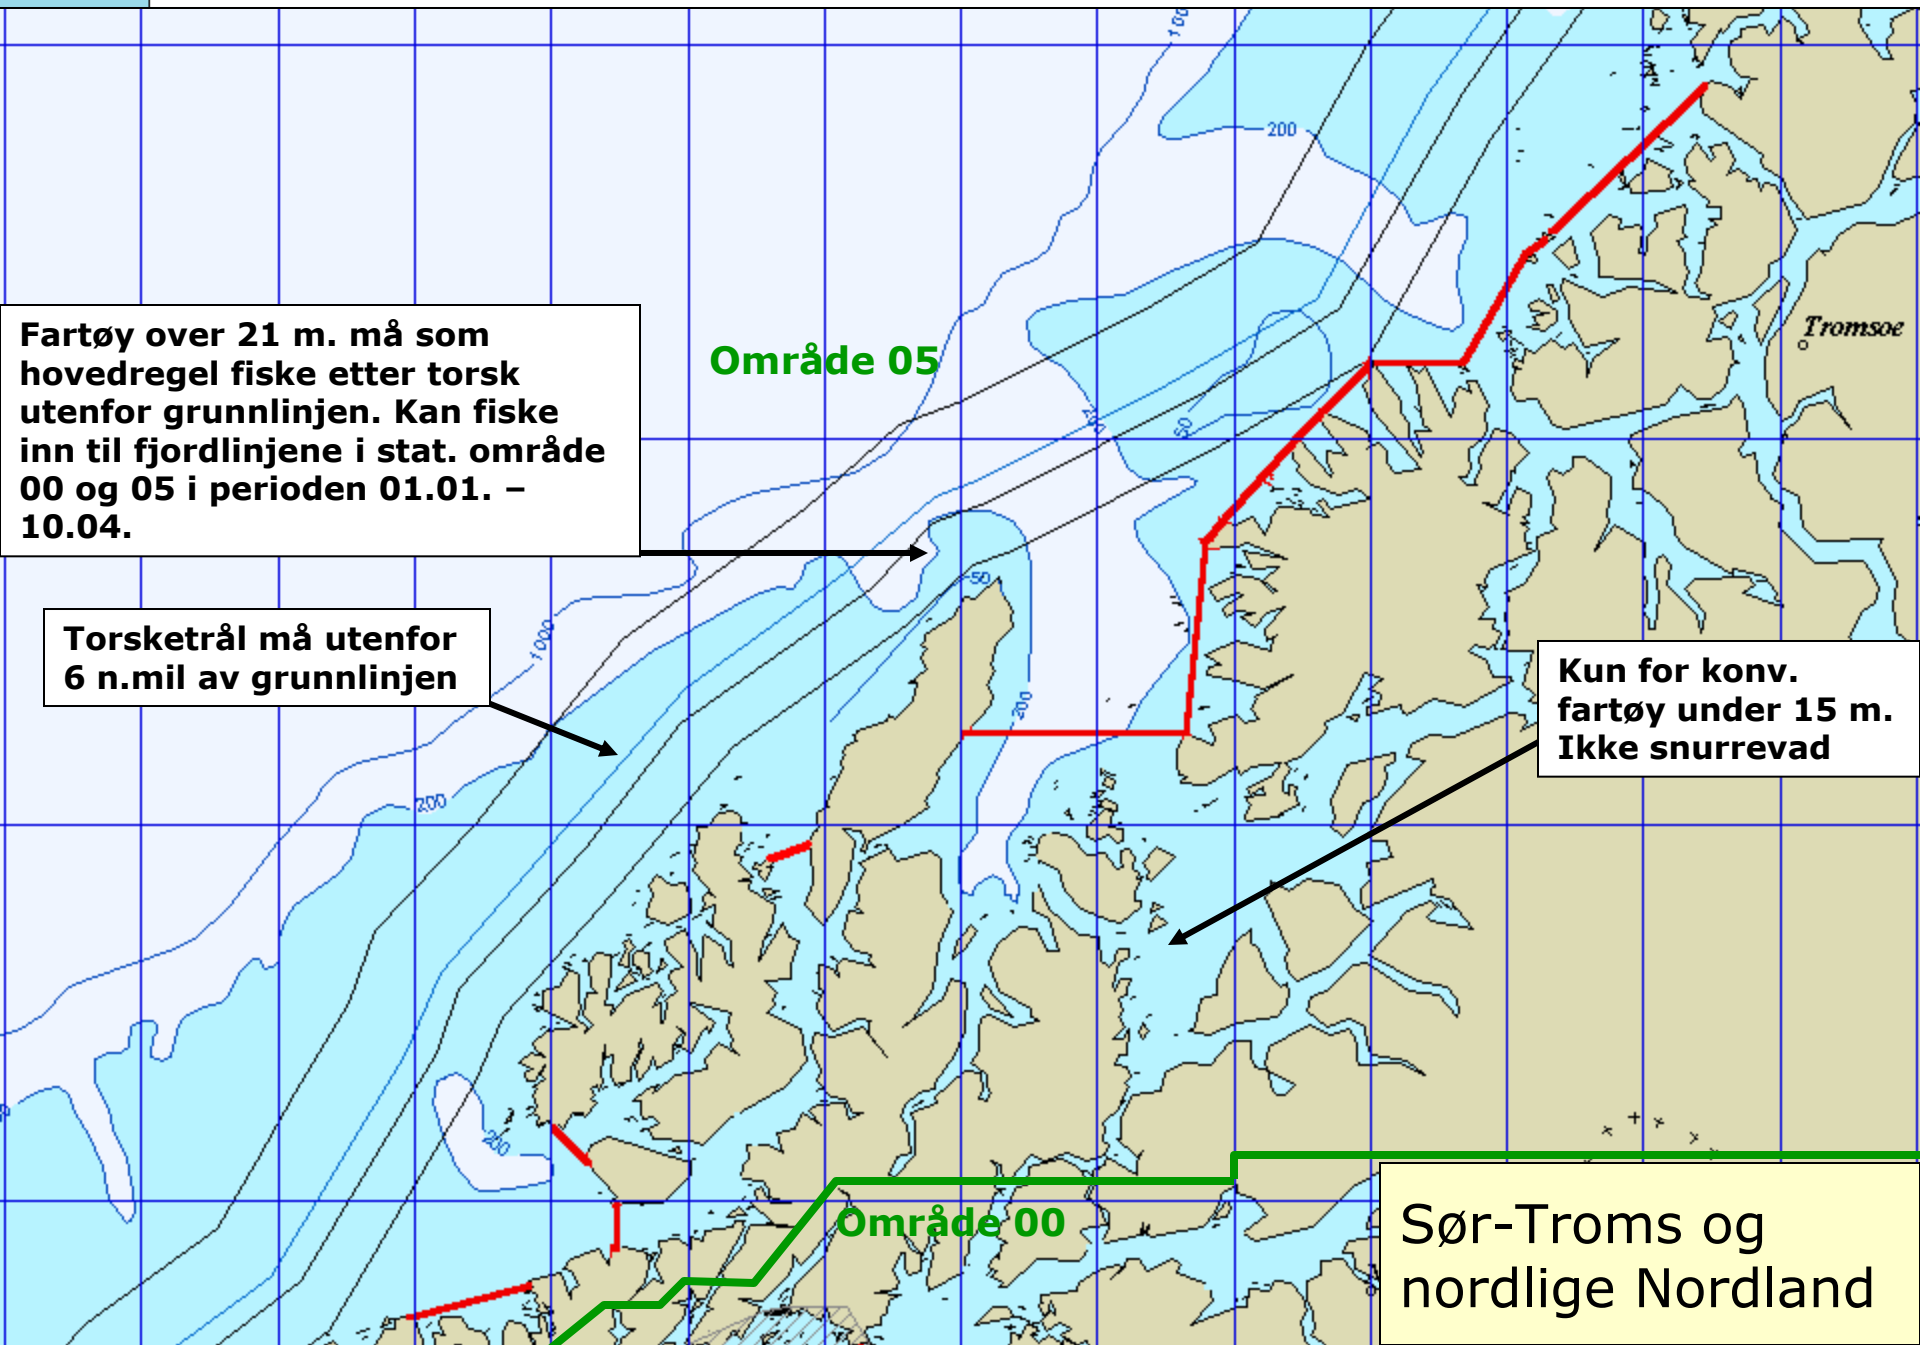 100
200
Tromsoe
Fartøy over 21 m. må som
hovedregel fiske etter torsk
utenfor grunnlinjen. Kan fiske
inn til fjordlinjene i stat. område
00 og 05 i perioden 01.01. –
10.04.
Område 05
200
50
50
Torsketrål må utenfor
6 n.mil av grunnlinjen
1000
Kun for konv.
fartøy under 15 m.
Ikke snurrevad
200
200
200
Område 00
Sør-Troms og
nordlige Nordland